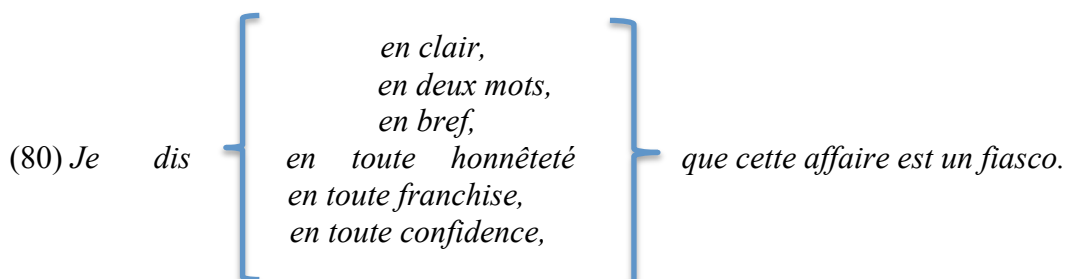 en clair,
en deux mots,
en bref,
(80) Je dis en toute honnêteté que cette affaire est un fiasco.
en toute franchise,
en toute confidence,